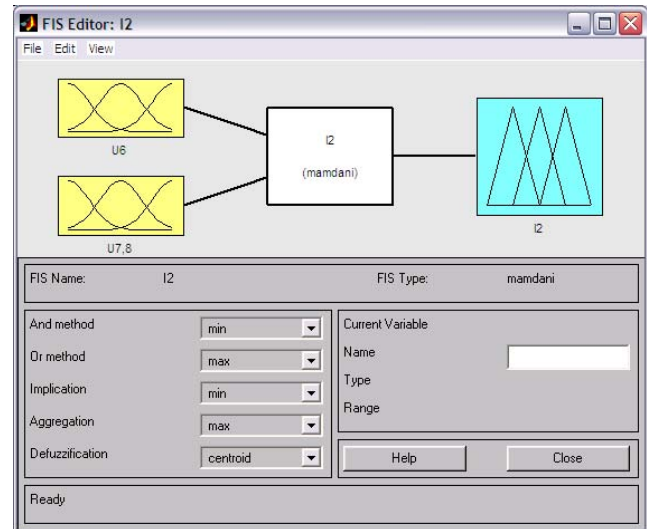 FIS Editor: I2
File Edit View
U6
I2
(mamdani)
U7,8
I2
FIS Name: I2 FIS Type: mamdani
And method min
Or method max
Implication min
Aggregation max
Defuzzification centroid
Current Variable
Name
Type
Range
Help Close
Ready